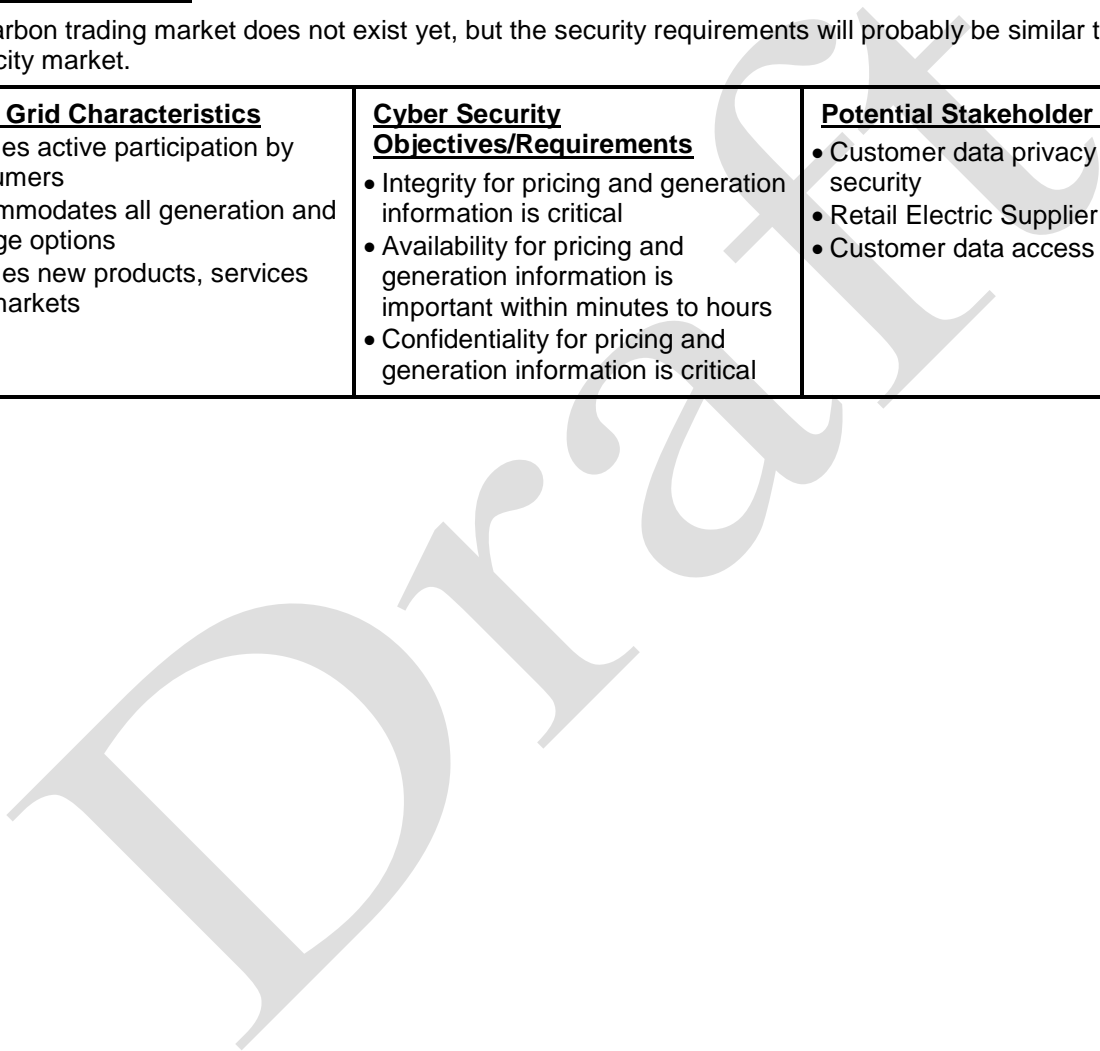 arbon trading market does not exist yet, but the security requirements will probably be similar t
city market.
Grid Characteristics
es active participation by
umers
mmodates all generation and
ge options
es new products, services
markets
Cyber Security
Objectives/Requirements
• Integrity for pricing and generation
information is critical
• Availability for pricing and
generation information is
important within minutes to hours
• Confidentiality for pricing and
generation information is critical
Potential Stakeholder
• Customer data privacy
security
• Retail Electric Supplier
• Customer data access
Draft